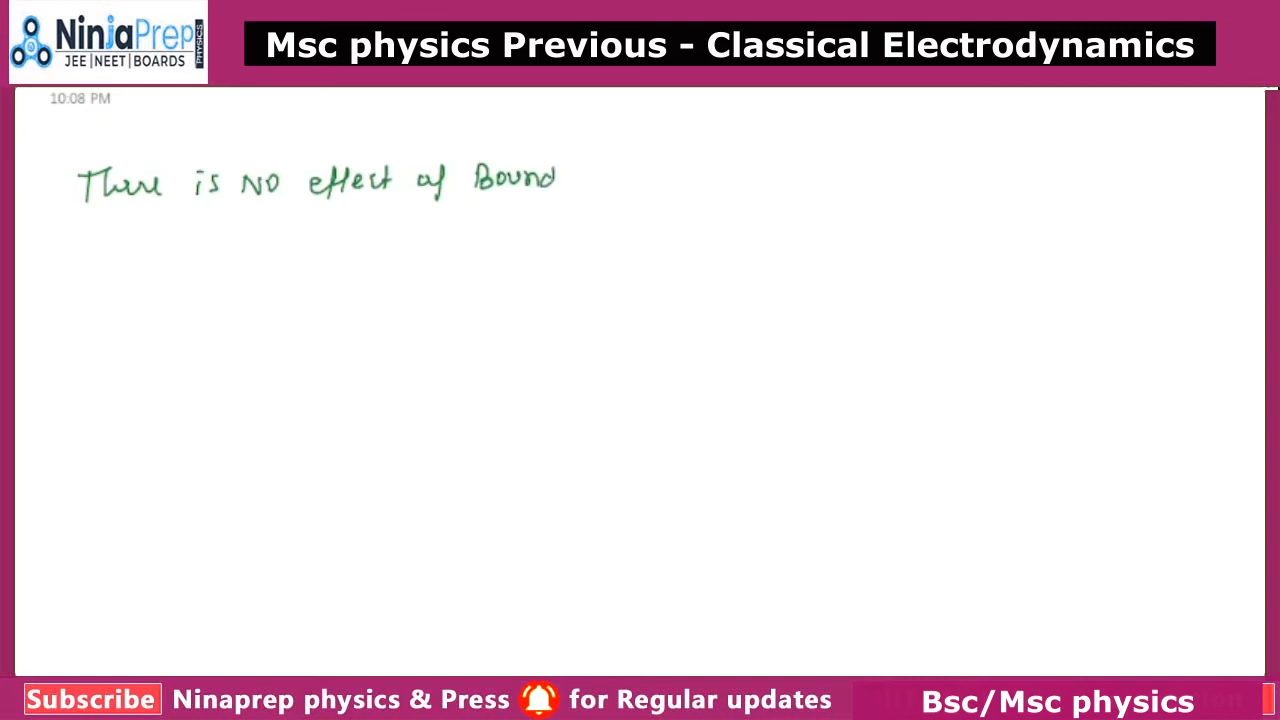 NinjaPrep
JEE|NEET|BOARDS
PHYSICS
Msc physics Previous - Classical Electrodynamics
10:08 PM
There is NO effect of Bound
Subscribe Ninaprep physics & Press for Regular updates
Bsc/Msc physics